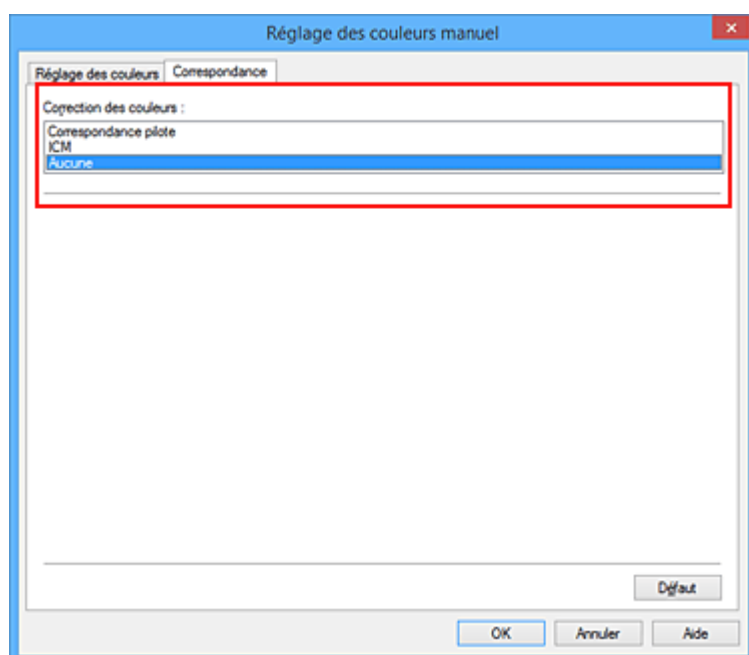 Réglage des couleurs manuel
Réglage des couleurs Correspondance
Correction des couleurs :
Correspondance pilote
ICM
Aucune
Défaut
OK Annuler Aide